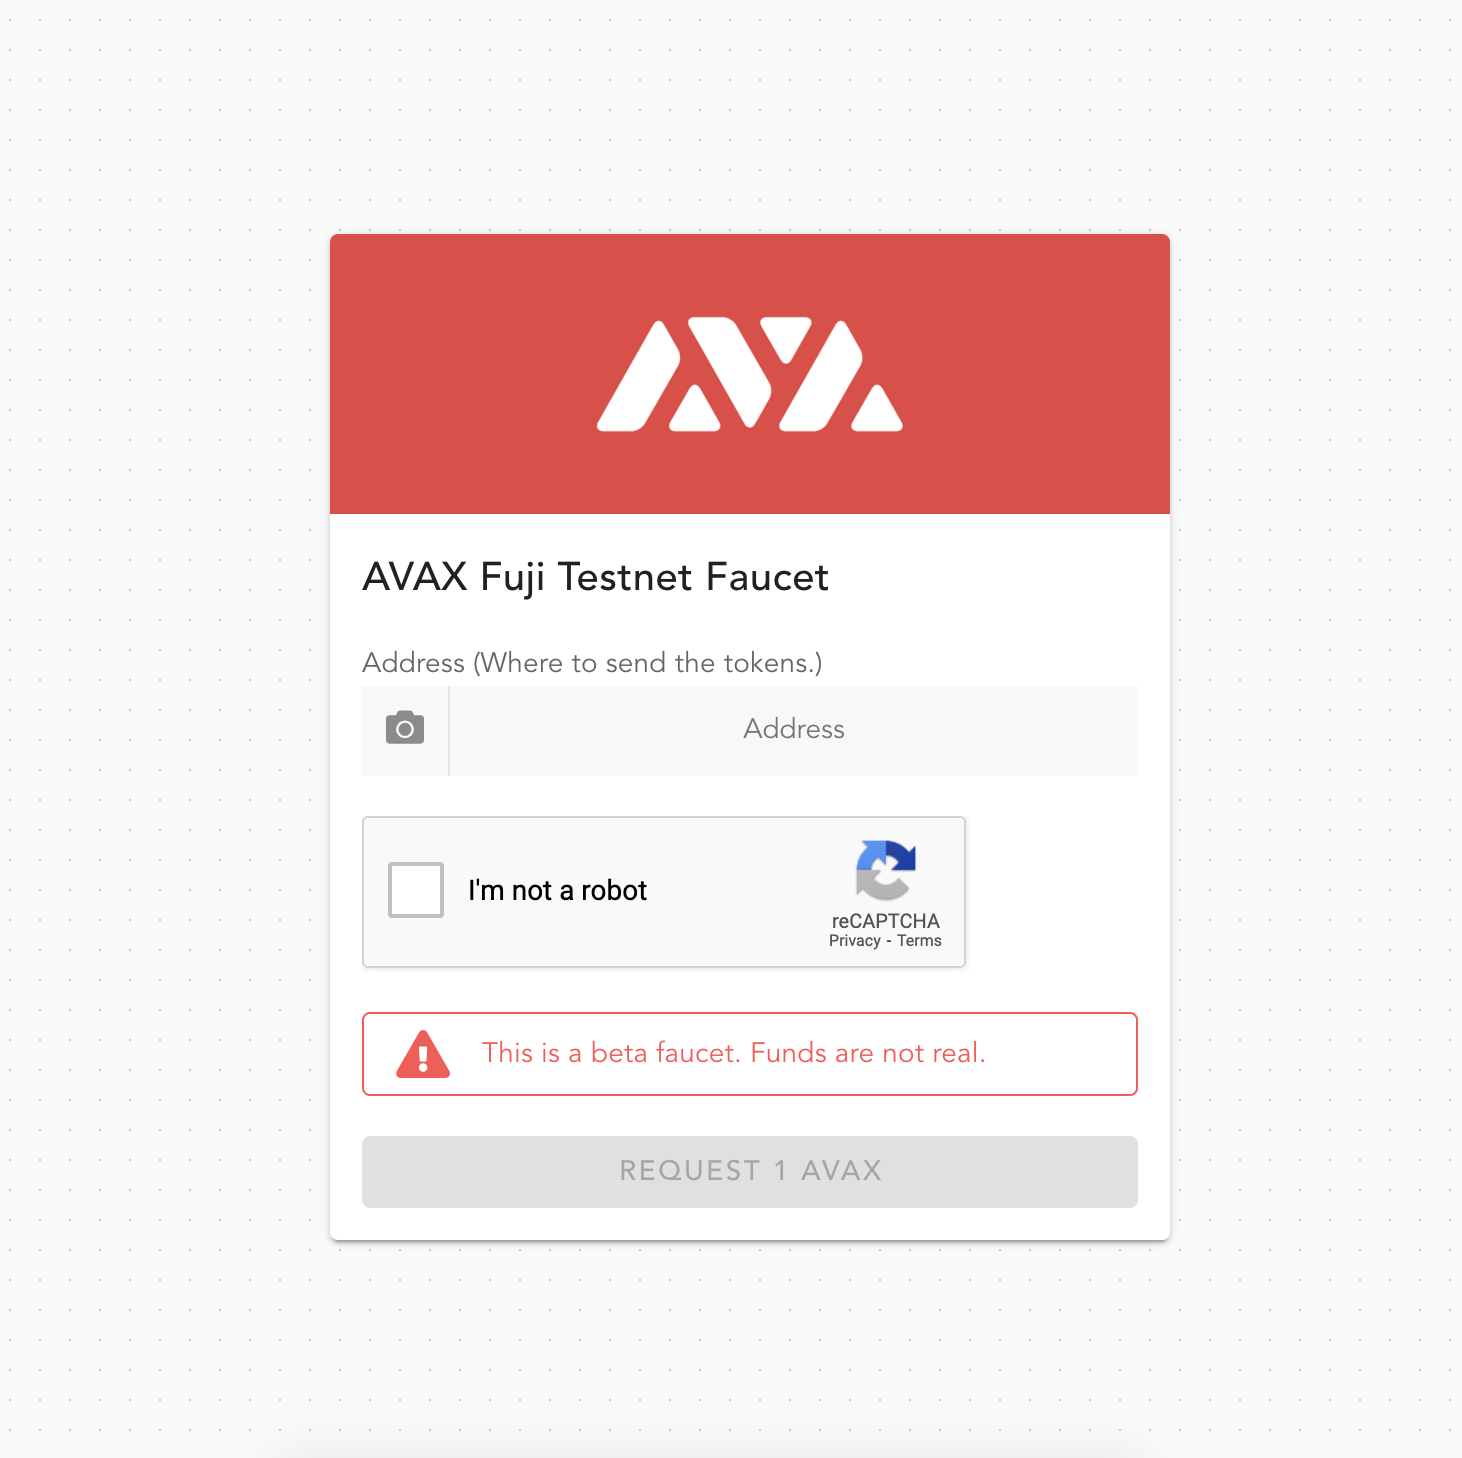 AVA
AVAX Fuji Testnet Faucet
Address (Where to send the tokens.)
Address
I'm not a robot
reCAPTCHA
Privacy - Terms
This is a beta faucet. Funds are not real.
REQUEST 1 AVAX